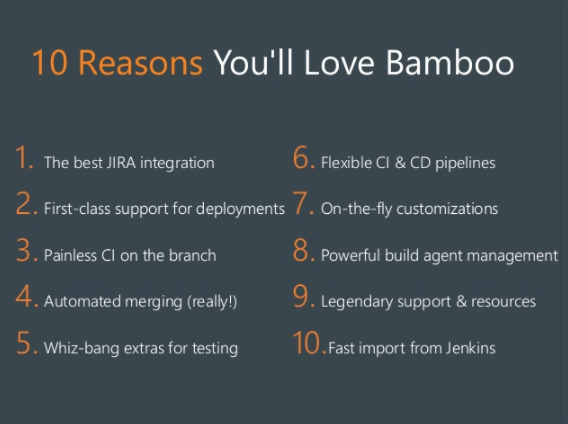 10 Reasons You'll Love Bamboo
1. The best JIRA integration
2. First-class support for deployments
3. Painless CI on the branch
4. Automated merging (really!)
5. Whiz-bang extras for testing
6. Flexible CI & CD pipelines
7. On-the-fly customizations
8. Powerful build agent management
9. Legendary support & resources
10.Fast import from Jenkins